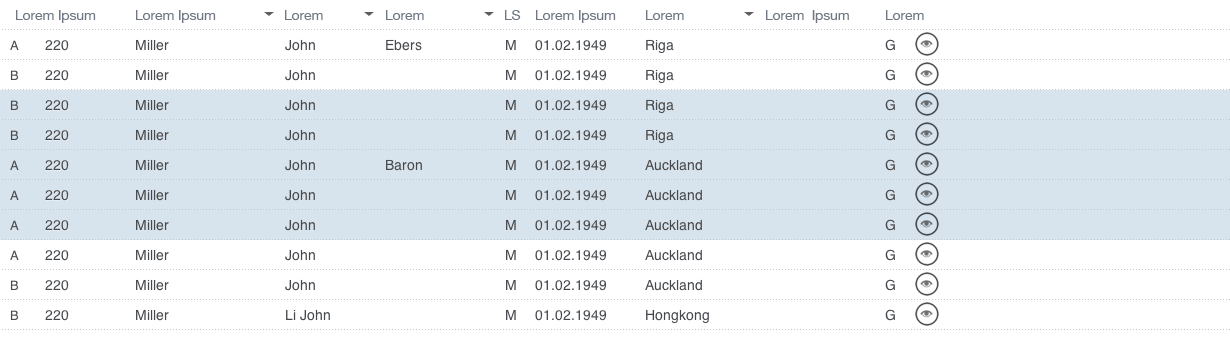 Lorem Ipsum Lorem Ipsum Lorem Lorem LS Lorem Ipsum Lorem Lorem Ipsum Lorem
A 220 Miller John Ebers M 01.02.1949 Riga G
B 220 Miller John M 01.02.1949 Riga G
B 220 Miller John M 01.02.1949 Riga G
B 220 Miller John M 01.02.1949 Riga G
A 220 Miller John Baron M 01.02.1949 Auckland G
A 220 Miller John M 01.02.1949 Auckland G
A 220 Miller John M 01.02.1949 Auckland G
A 220 Miller John M 01.02.1949 Auckland G
B 220 Miller John M 01.02.1949 Auckland G
B 220 Miller Li John M 01.02.1949 Hongkong G